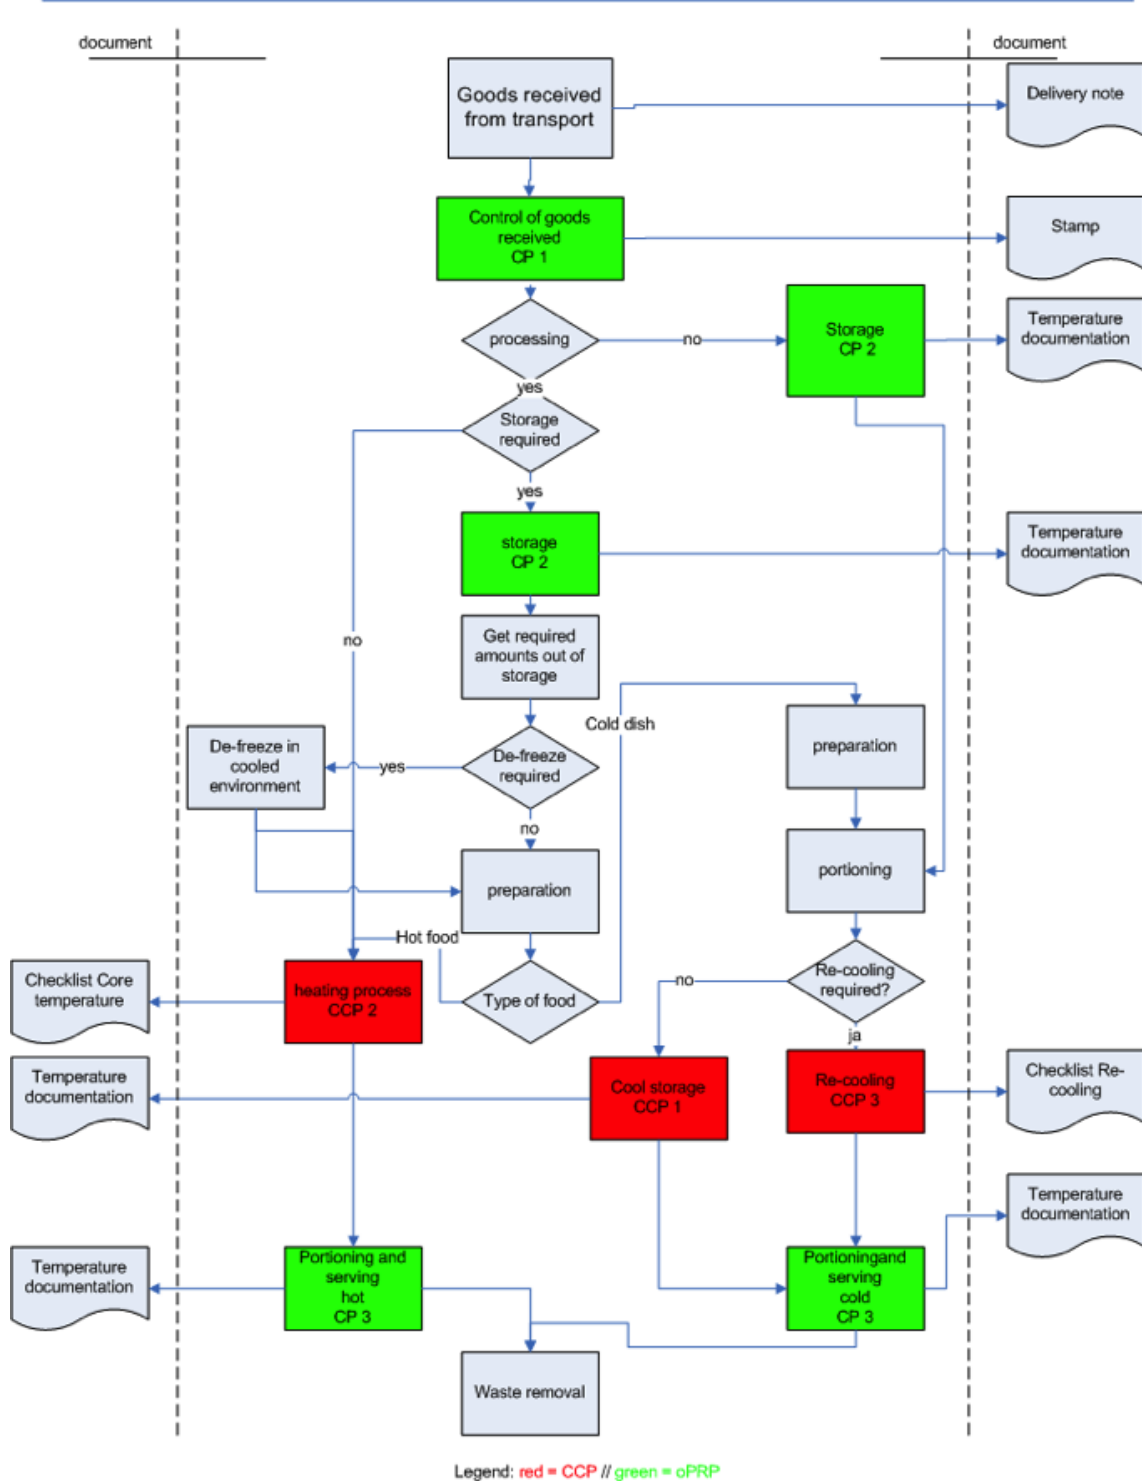 document
document
Goods received
from transport
Delivery note
Control of goods
received
CP 1
Stamp
processing
no
Storage
CP 2
Temperature
documentation
yes
Storage
required
yes
storage
CP 2
Temperature
documentation
no
Get required
amounts out of
storage
Cold dish
preparation
De-freeze in
cooled
environment
yes
De-freeze
required
no
preparation
portioning
Hot food
Checklist Core
temperature
heating process
CCP 2
Type of food
no
Re-cooling
required?
ja
Temperature
documentation
Cool storage
CCP 1
Re-cooling
CCP 3
Checklist Re-
cooling
Temperature
documentation
Temperature
documentation
Portioning and
serving
hot
CP 3
Portioningand
serving
cold
CP 3
Waste removal
Legend: red = CCP // green = oPRP